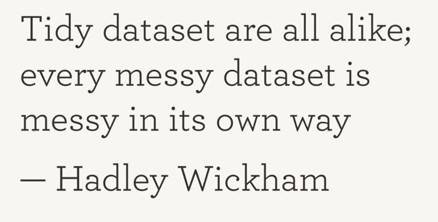 Tidy dataset are all alike;
every messy dataset is
messy in its own way
— Hadley Wickham